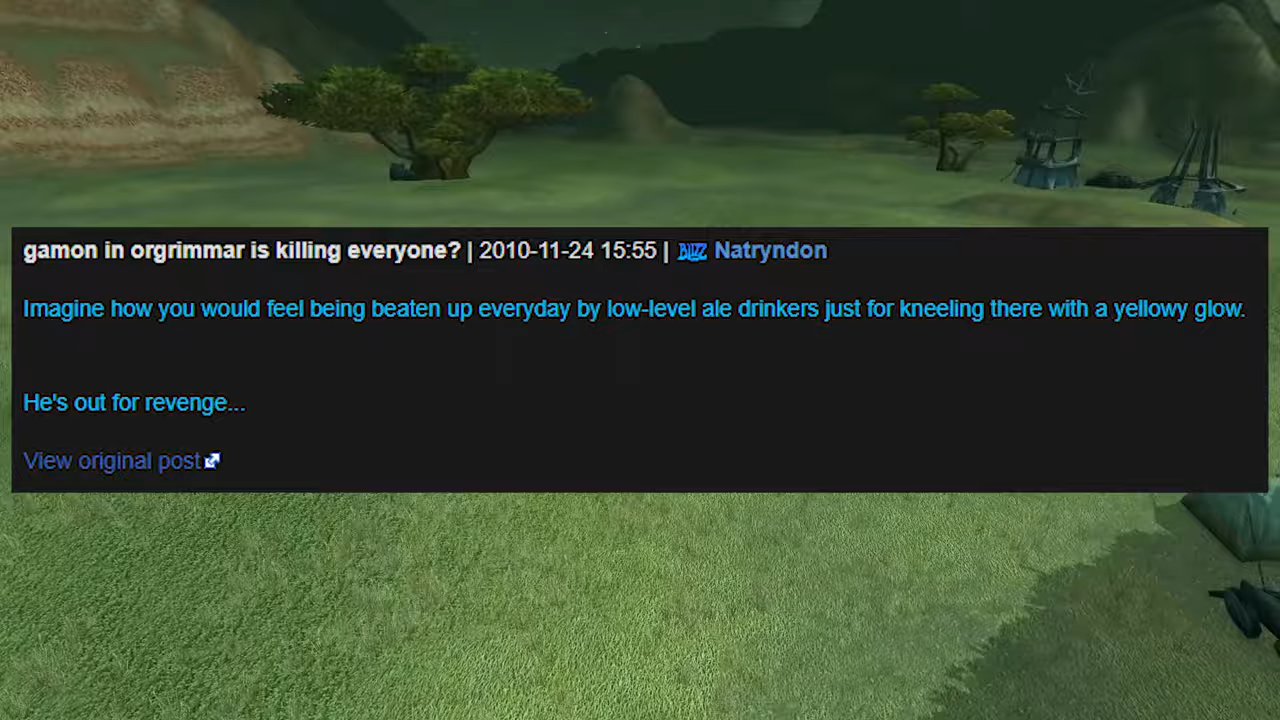 gamon in orgrimmar is killing everyone? | 2010-11-24 15:55 | BLIZZ Natryndon
Imagine how you would feel being beaten up everyday by low-level ale drinkers just for kneeling there with a yellowy glow.
He's out for revenge...
View original post